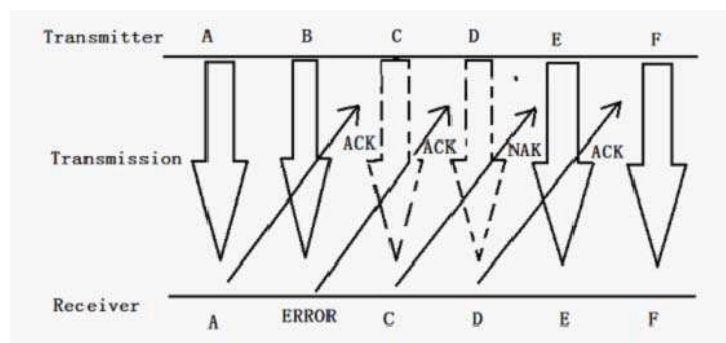 Transmitter A B C D E F
Transmission ACK ACK NAK ACK
Receiver A ERROR C D E F